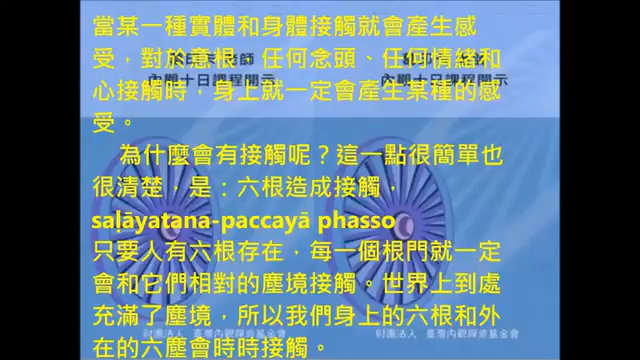 當某一種實體和身體接觸就會產生感
受，對於意根，任何念頭、任何情緒和
心接觸時，身上就一定會產生某種的感
受。
為什麼會有接觸呢？這一點很簡單也
很清楚，是：六根造成接觸，
saḷāyatana-paccayā phasso
只要人有六根存在，每一個根門就一定
會和它們相對的塵境接觸。世界上到處
充滿了塵境，所以我們身上的六根和外
在的六塵會時時接觸。
內觀十日課程開示
內觀十日課程開示
財團法人 臺灣內觀禪修基金會
財團法人 臺灣內觀禪修基金會